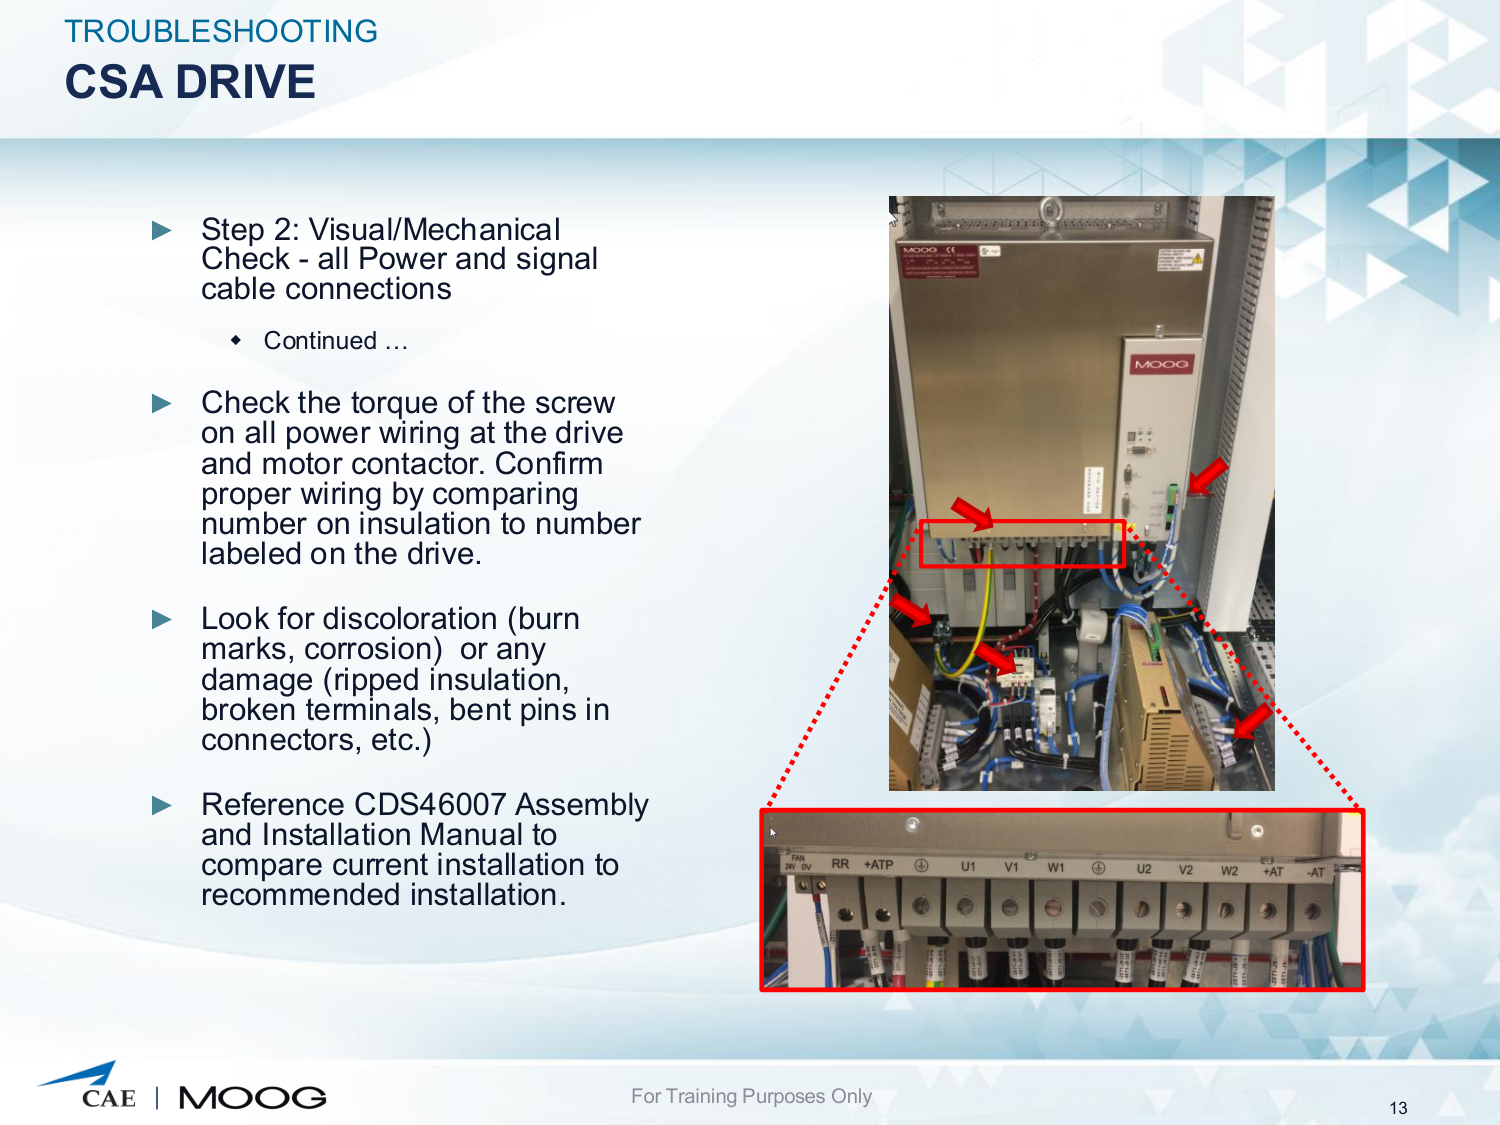 TROUBLESHOOTING
CSA DRIVE
► Step 2: Visual/Mechanical
Check - all Power and signal
cable connections
◆ Continued …
► Check the torque of the screw
on all power wiring at the drive
and motor contactor. Confirm
proper wiring by comparing
number on insulation to number
labeled on the drive.
► Look for discoloration (burn
marks, corrosion)  or any
damage (ripped insulation,
broken terminals, bent pins in
connectors, etc.)
► Reference CDS46007 Assembly
and Installation Manual to
compare current installation to
recommended installation.
MOOG CE
MOOG
FAN
24V 0V RR +ATP U1 V1 W1 U2 V2 W2 +AT -AT
CAE | MOOG
For Training Purposes Only
13